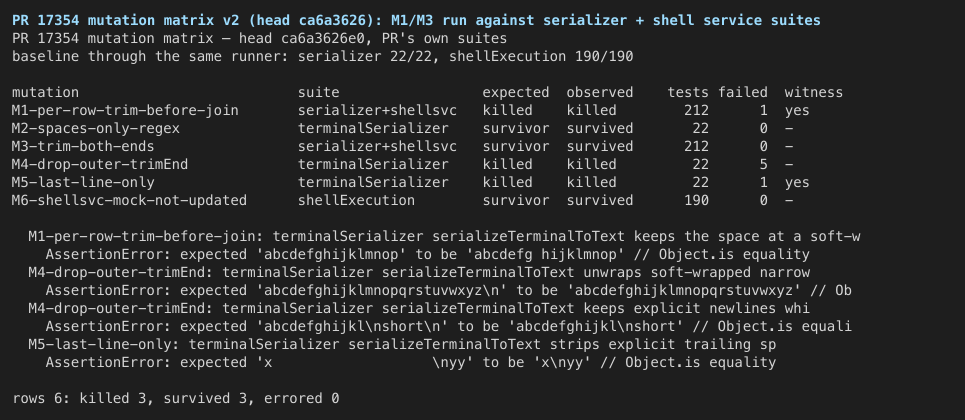 PR 17354 mutation matrix v2 (head ca6a3626): M1/M3 run against serializer + shell service suites
PR 17354 mutation matrix — head ca6a3626e0, PR's own suites
baseline through the same runner: serializer 22/22, shellExecution 190/190
mutation suite expected observed tests failed witness
M1-per-row-trim-before-join serializer+shellsvc killed killed 212 1 yes
M2-spaces-only-regex terminalSerializer survivor survived 22 0 –
M3-trim-both-ends serializer+shellsvc survivor survived 212 0 –
M4-drop-outer-trimEnd terminalSerializer killed killed 22 5 –
M5-last-line-only terminalSerializer killed killed 22 1 yes
M6-shellsvc-mock-not-updated shellExecution survivor survived 190 0 –
M1-per-row-trim-before-join: terminalSerializer serializeTerminalToText keeps the space at a soft-w
AssertionError: expected 'abcdefghijklmnop' to be 'abcdefg hijklmnop' // Object.is equality
M4-drop-outer-trimEnd: terminalSerializer serializeTerminalToText unwraps soft-wrapped narrow
AssertionError: expected 'abcdefghijklmnopqrstuvwxyz\n' to be 'abcdefghijklmnopqrstuvwxyz' // Ob
M4-drop-outer-trimEnd: terminalSerializer serializeTerminalToText keeps explicit newlines whi
AssertionError: expected 'abcdefghijkl\nshort\n' to be 'abcdefghijkl\nshort' // Object.is equali
M5-last-line-only: terminalSerializer serializeTerminalToText strips explicit trailing sp
AssertionError: expected 'x                   \nyy' to be 'x\nyy' // Object.is equality
rows 6: killed 3, survived 3, errored 0